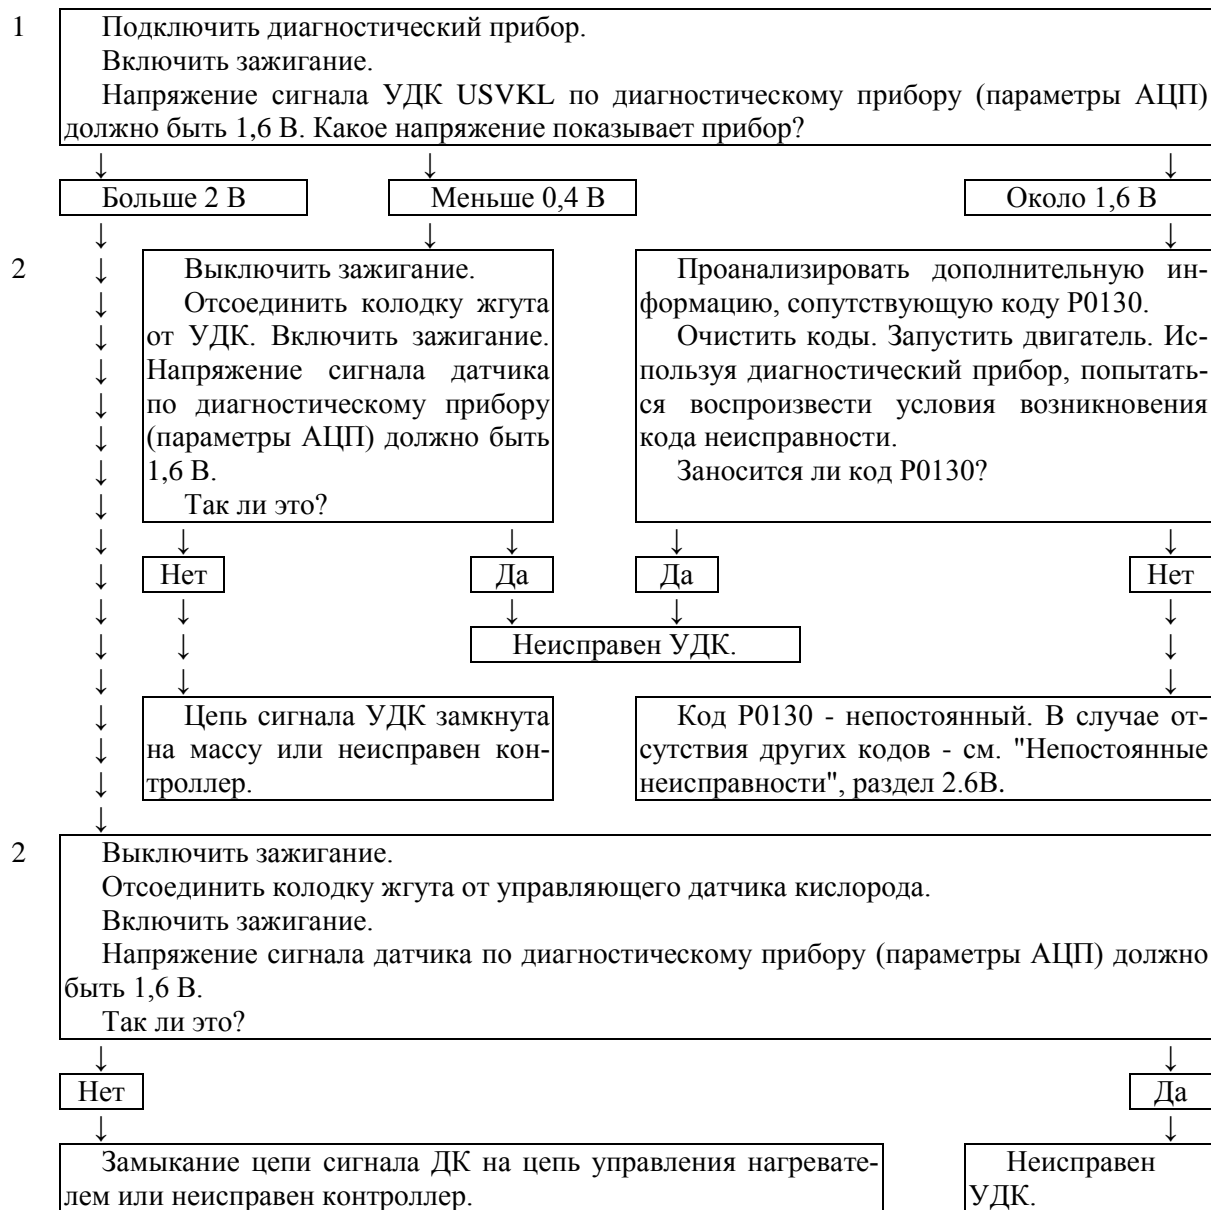 1
Подключить диагностический прибор.
Включить зажигание.
Напряжение сигнала УДК USVKL по диагностическому прибору (параметры АЦП)
должно быть 1,6 В. Какое напряжение показывает прибор?
↓ ↓ ↓
Больше 2 В
Меньше 0,4 В
Около 1,6 В
↓ ↓ ↓
2
↓
↓
↓
↓
↓
↓
↓
↓
↓
Выключить зажигание.
Отсоединить колодку жгута
от УДК. Включить зажигание.
Напряжение сигнала датчика
по диагностическому прибору
(параметры АЦП) должно быть
1,6 В.
Так ли это?
Проанализировать дополнительную ин-
формацию, сопутствующую коду Р0130.
Очистить коды. Запустить двигатель. Ис-
пользуя диагностический прибор, попытать-
ся воспроизвести условия возникновения
кода неисправности.
Заносится ли код Р0130?
↓ ↓ ↓ ↓ ↓
↓ Нет Да Да Нет
↓ ↓ ↓ ↓ ↓
↓ ↓ Неисправен УДК. ↓
↓ ↓ ↓
↓
↓
↓
Цепь сигнала УДК замкнута
на массу или неисправен кон-
троллер.
Код Р0130 - непостоянный. В случае от-
сутствия других кодов - см. "Непостоянные
неисправности", раздел 2.6В.
↓
2
Выключить зажигание.
Отсоединить колодку жгута от управляющего датчика кислорода.
Включить зажигание.
Напряжение сигнала датчика по диагностическому прибору (параметры АЦП) должно
быть 1,6 В.
Так ли это?
↓ ↓
Нет Да
↓ ↓
Замыкание цепи сигнала ДК на цепь управления нагревате-
лем или неисправен контроллер.
Неисправен
УДК.